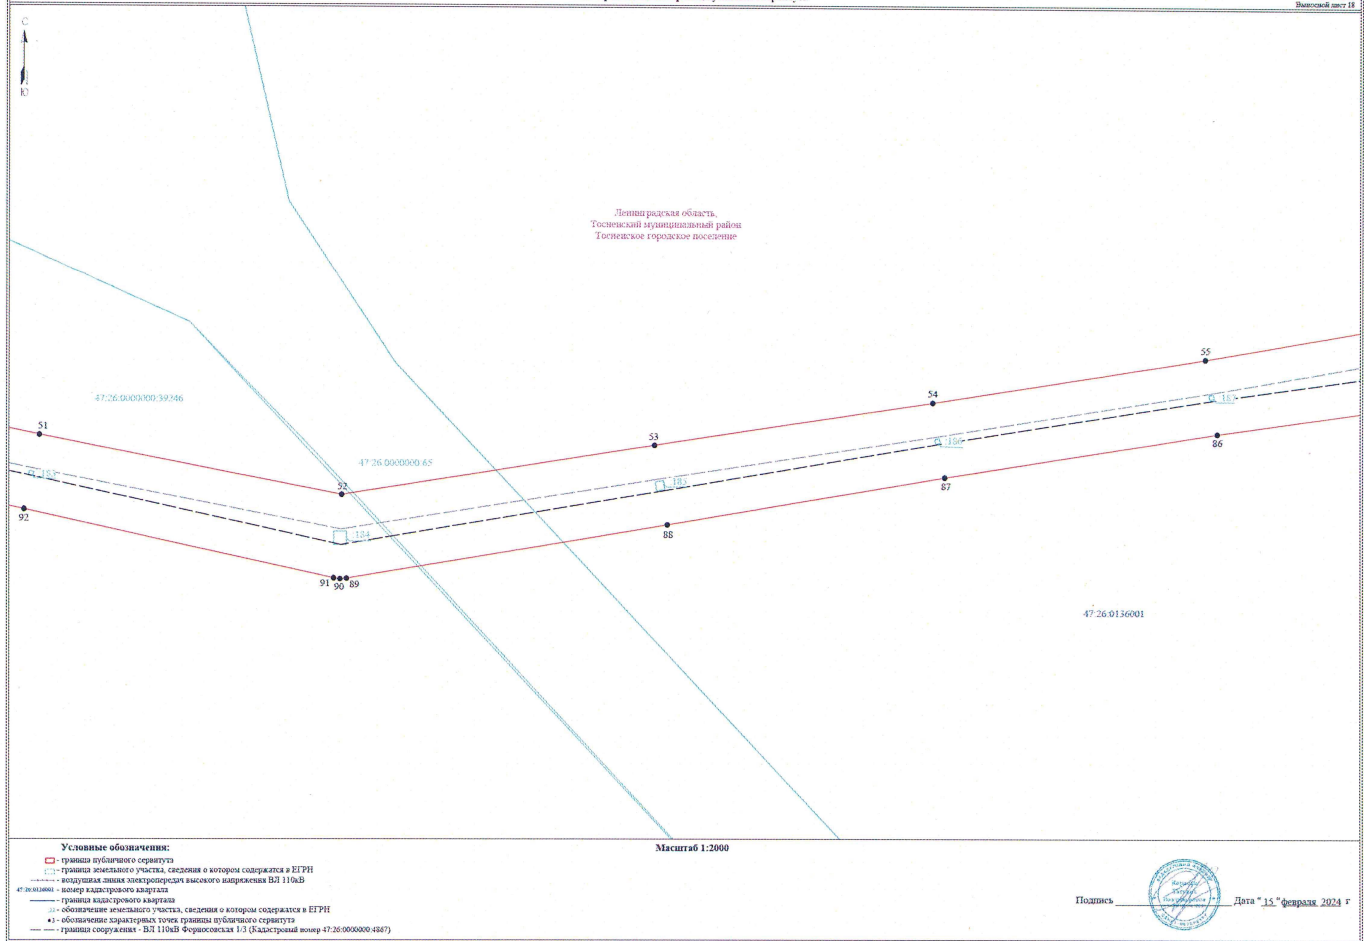 Выносной лист 18
С
Ю
Ленинградская область,
Тосненский муниципальный район
Тосненское городское поселение
55
54
47:26:0000000:39246
51
53
86
47:26:0000000:65
:187
:186
:183
52
:185
87
92
88
:184
91
90
89
47:26:0136001
Условные обозначения:
Масштаб 1:2000
- граница публичного сервитута
- граница земельного участка, сведения о котором содержатся в ЕГРН
- воздушная линия электропередач высокого напряжения ВЛ 110кВ
47:26:0136001 - номер кадастрового квартала
- граница кадастрового квартала
- обозначение земельного участка, сведения о котором содержатся в ЕГРН
- обозначение характерных точек границы публичного сервитута
- граница сооружения - ВЛ 110кВ Форносовская 1/3 (Кадастровый номер 47:26:0000000:4867)
Подпись
Дата "15" февраля 2024 г